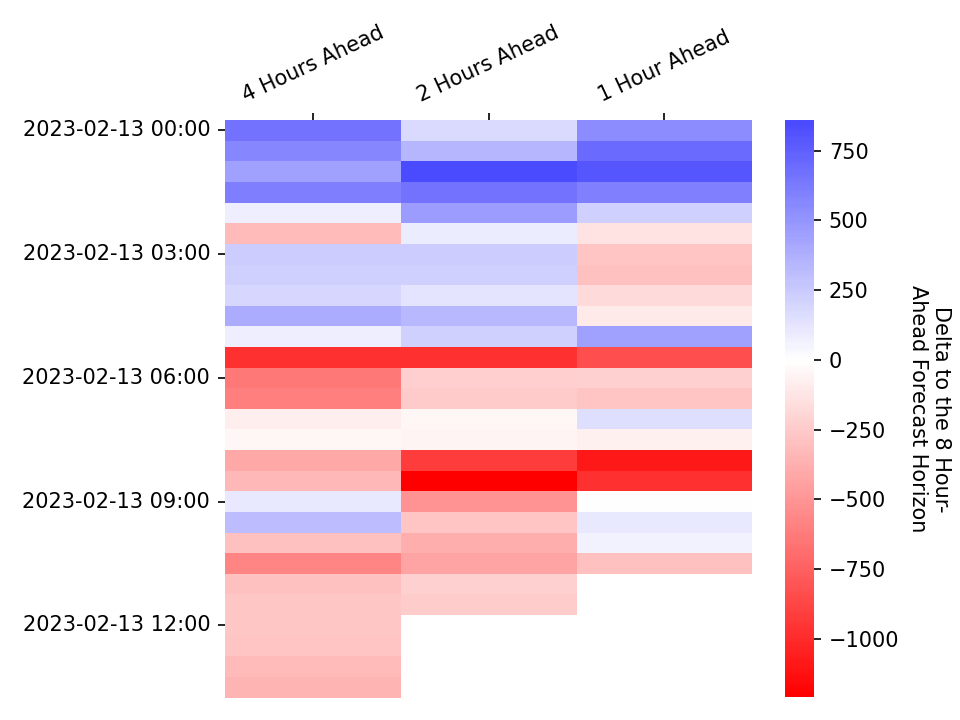 4 Hours Ahead
2 Hours Ahead
1 Hour Ahead
2023-02-13 00:00
2023-02-13 03:00
2023-02-13 06:00
2023-02-13 09:00
2023-02-13 12:00
750
500
250
0
−250
−500
−750
−1000
Delta to the 8 Hour-
Ahead Forecast Horizon